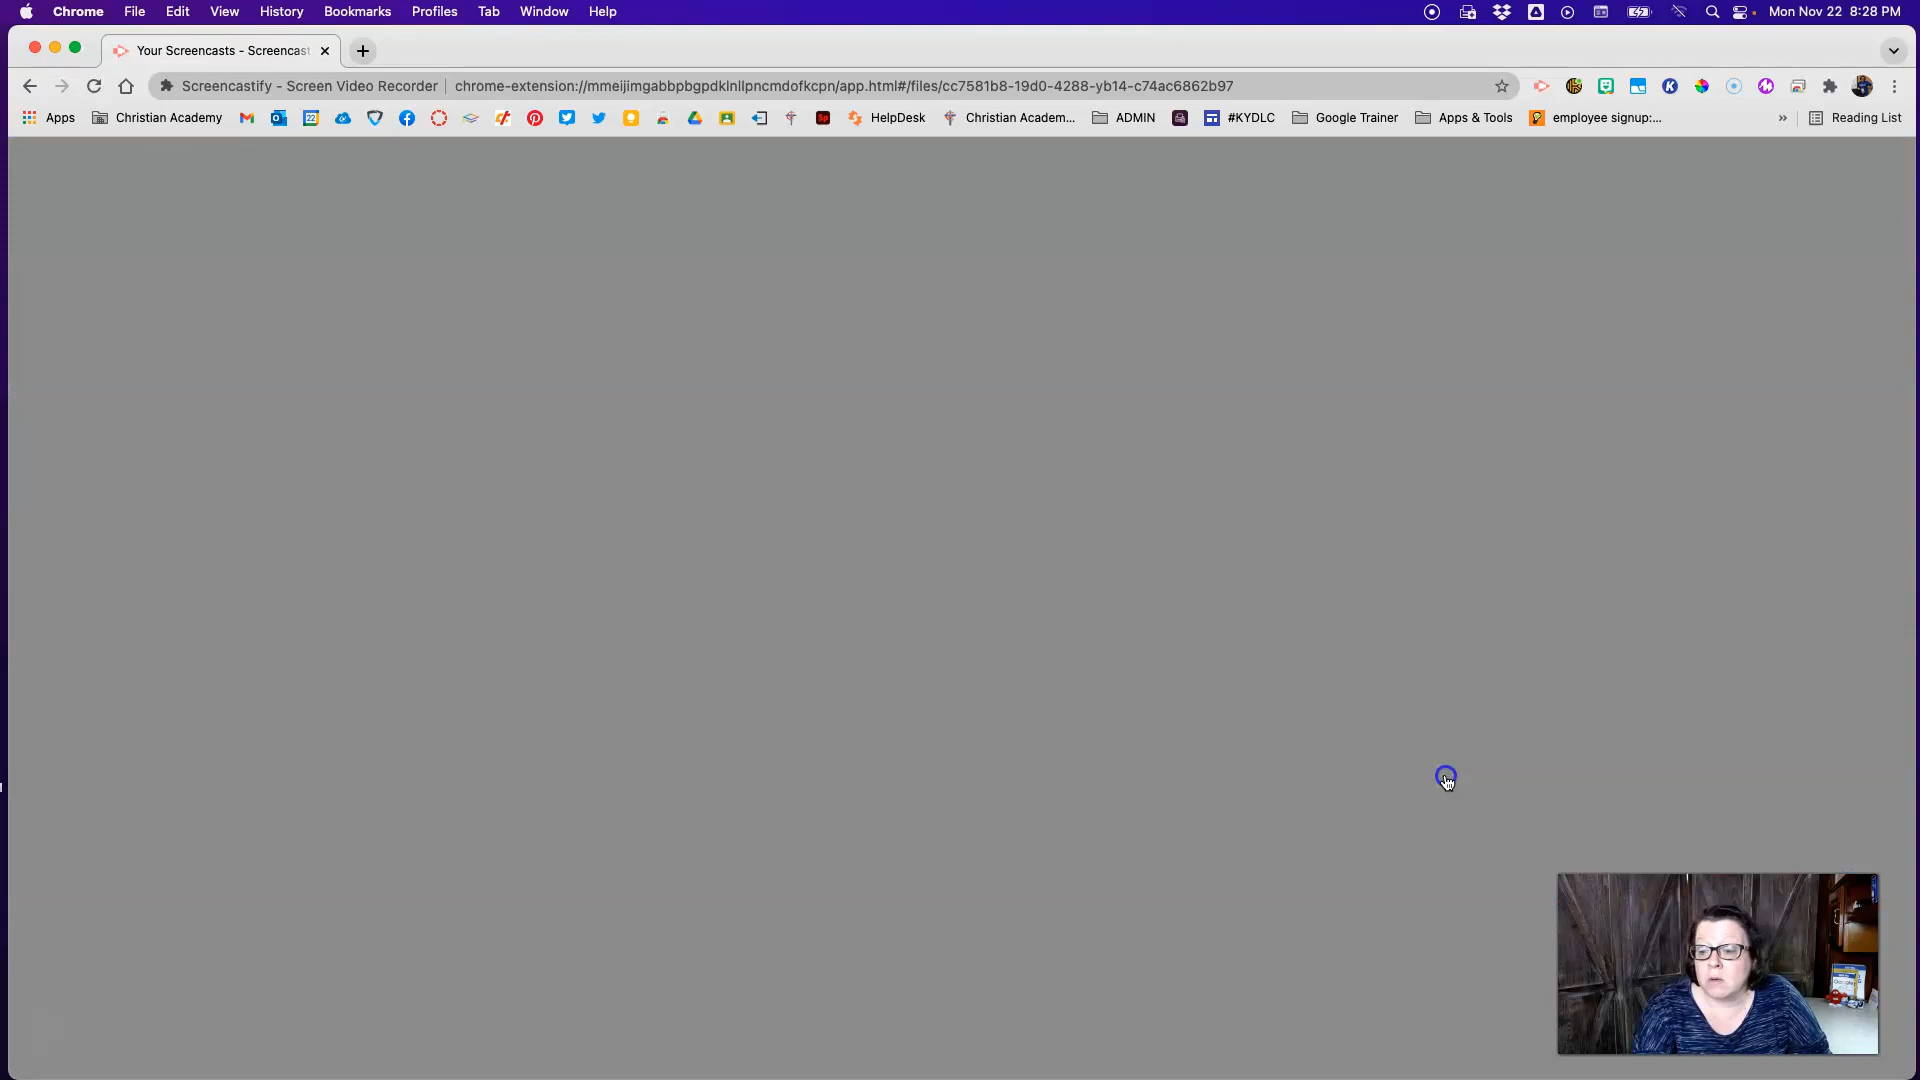 Chrome File Edit View History Bookmarks Profiles Tab Window Help Mon Nov 22 8:28 PM
Your Screencasts - Screencast
Screencastify - Screen Video Recorder chrome-extension://mmeijimgabbpbgpdklnllpncmdofkcpn/app.html#/files/cc7581b8-19d0-4288-yb14-c74ac6862b97
Apps Christian Academy 22 Sp HelpDesk Christian Academ... ADMIN #KYDLC Google Trainer Apps & Tools employee signup:... » Reading List